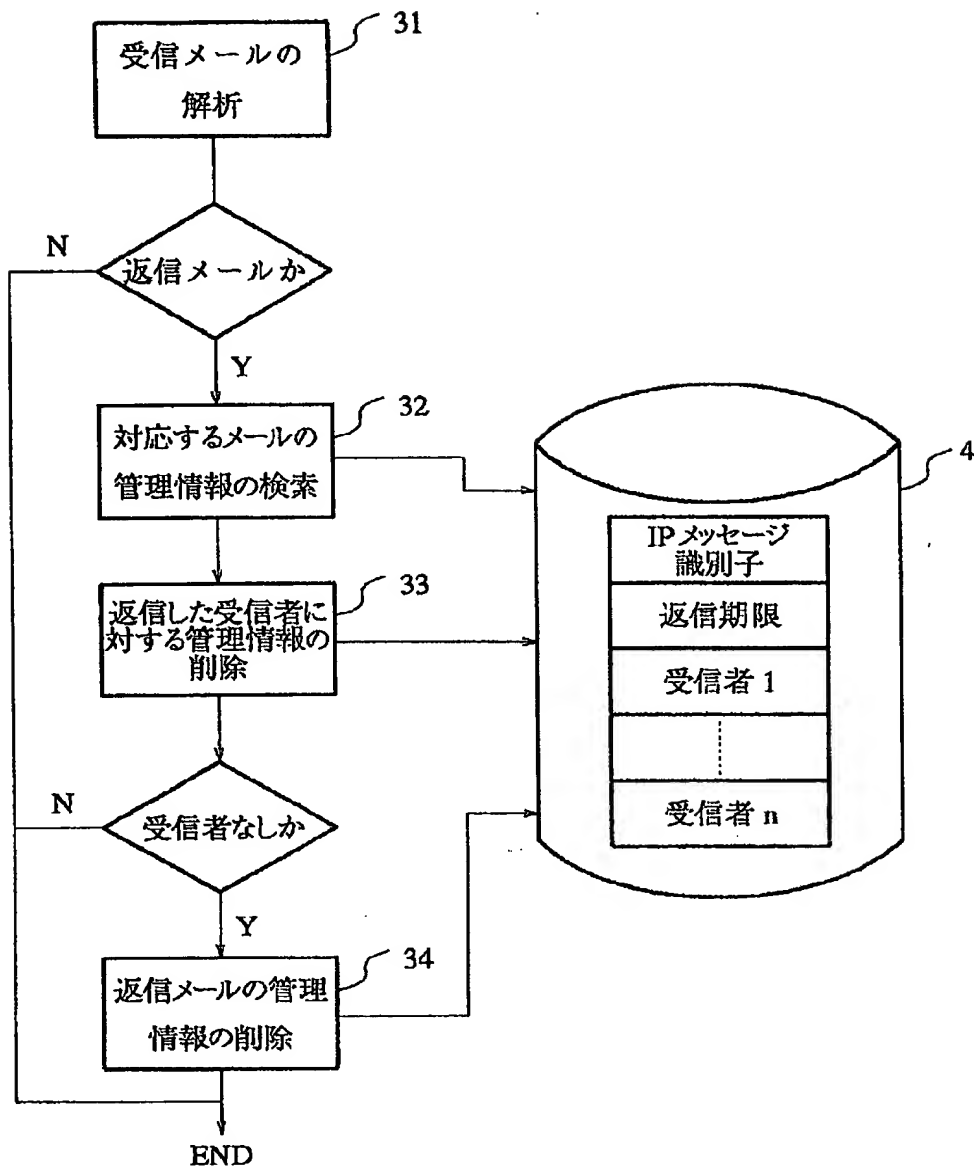 31
受信メールの
解析
N
返信メールか
Y
32
対応するメールの
管理情報の検索
33
返信した受信者に
対する管理情報の
削除
N
受信者なしか
Y
34
返信メールの管理
情報の削除
END
4
IPメッセージ
識別子
返信期限
受信者 1
受信者 n